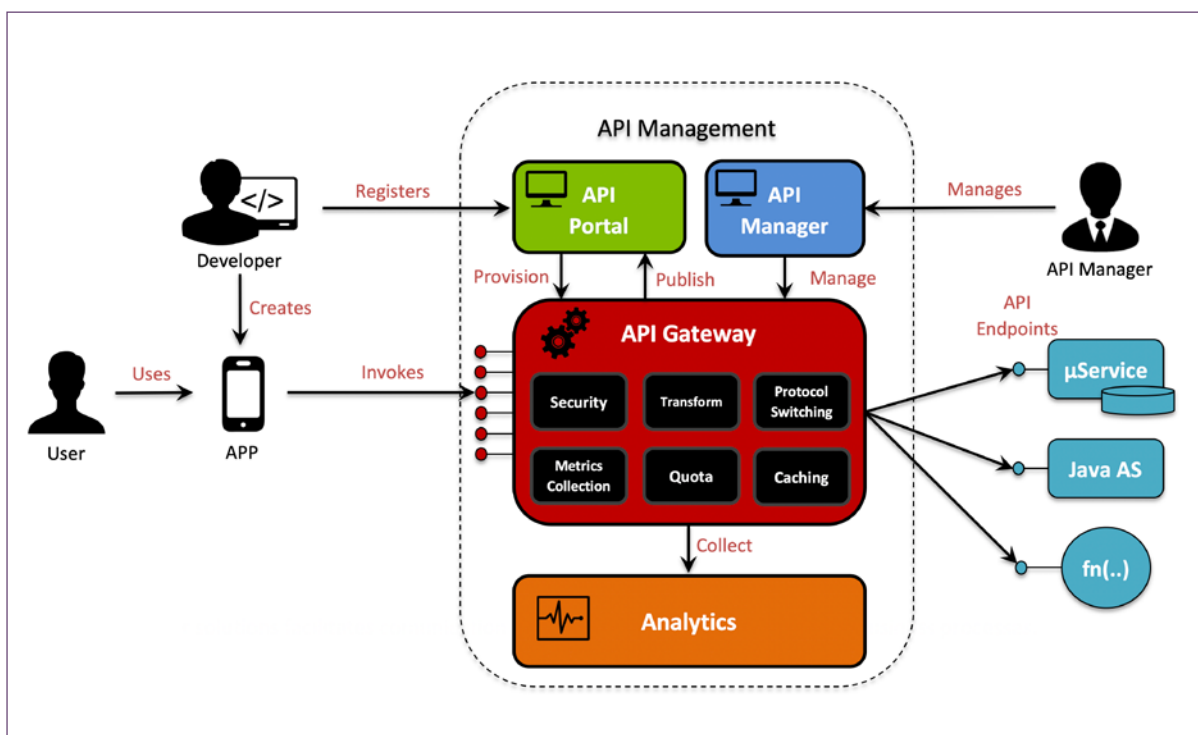 API Management
API
Portal
API
Manager
Registers
Manages
</>
Developer
API Manager
Provision
Publish
Manage
Creates
API
Endpoints
API Gateway
µService
Uses
Invokes
Security
Transform
Protocol
Switching
User
APP
Metrics
Collection
Quota
Caching
Java AS
Collect
fn(..)
Analytics